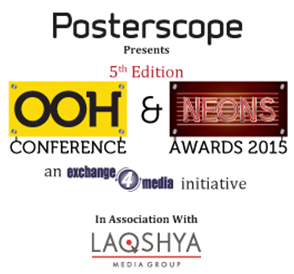 Posterscope
Presents
5th Edition
OOH & NEONS
CONFERENCE AWARDS 2015
an exchange4media initiative
In Association With
LAQSHYA
MEDIA GROUP